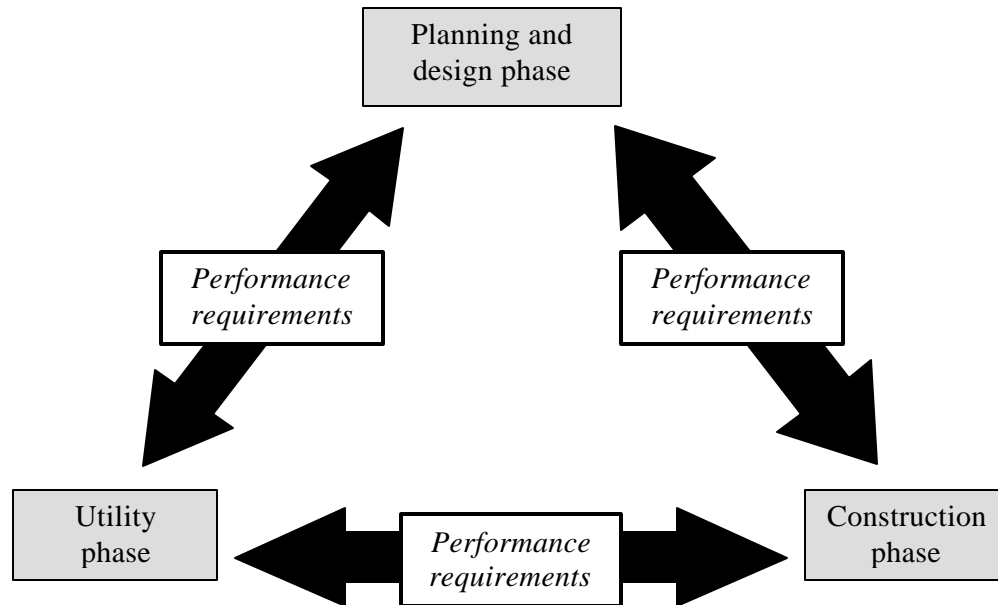 Planning and
design phase
Performance
requirements
Performance
requirements
Utility
phase
Performance
requirements
Construction
phase